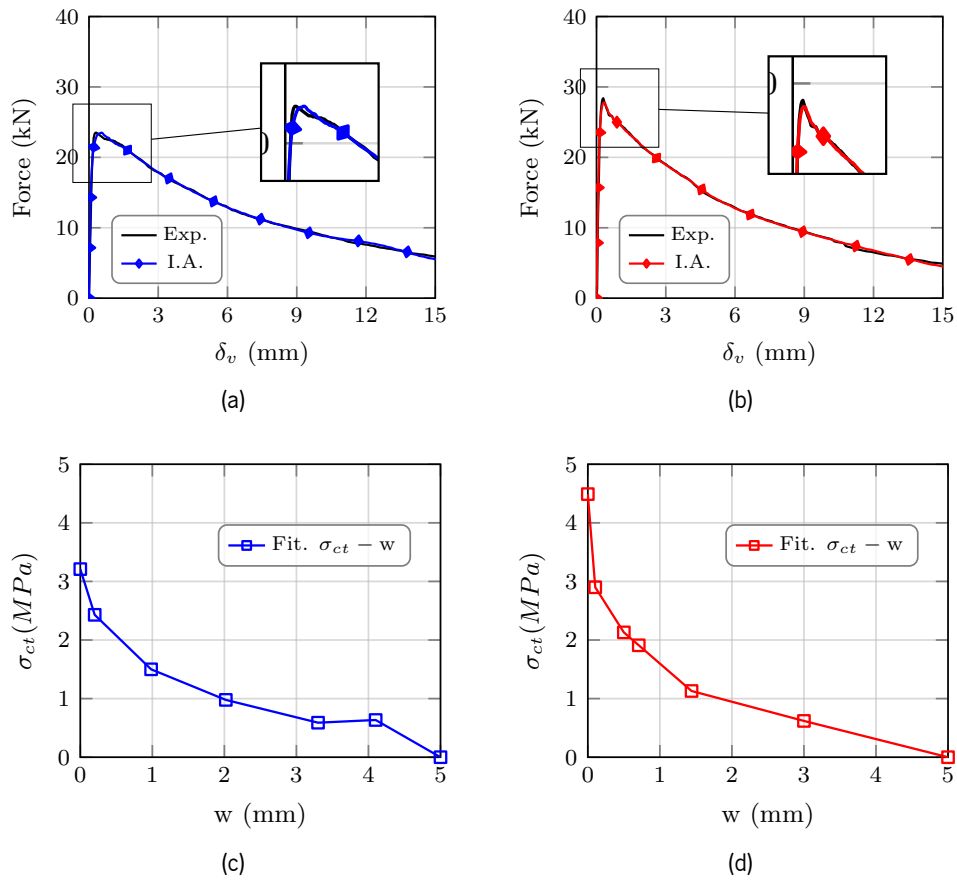 40
30
20
10
0
Force (kN)
0
Exp.
I.A.
0 3 6 9 12 15
δv (mm)
(a)
40
30
20
10
0
Force (kN)
0
Exp.
I.A.
0 3 6 9 12 15
δv (mm)
(b)
5
4
3
2
1
0
σct(MPa)
Fit. σct − w
0 1 2 3 4 5
w (mm)
(c)
5
4
3
2
1
0
σct(MPa)
Fit. σct − w
0 1 2 3 4 5
w (mm)
(d)